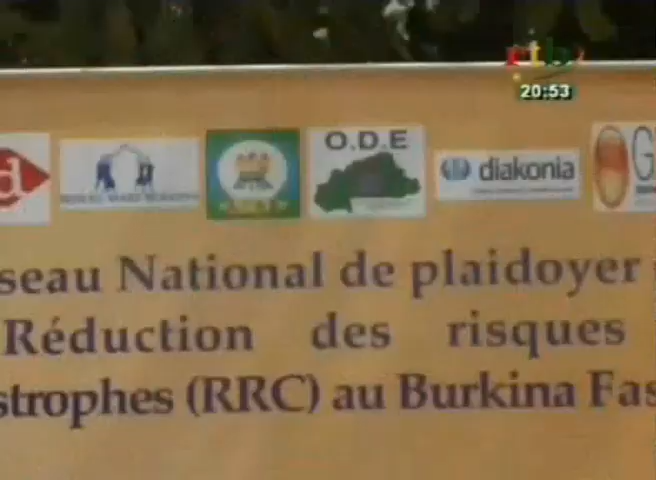 rtb
20:53
d
O.D.E
diakonia
G
seau National de plaidoyer
Réduction des risques
strophes (RRC) au Burkina Fas